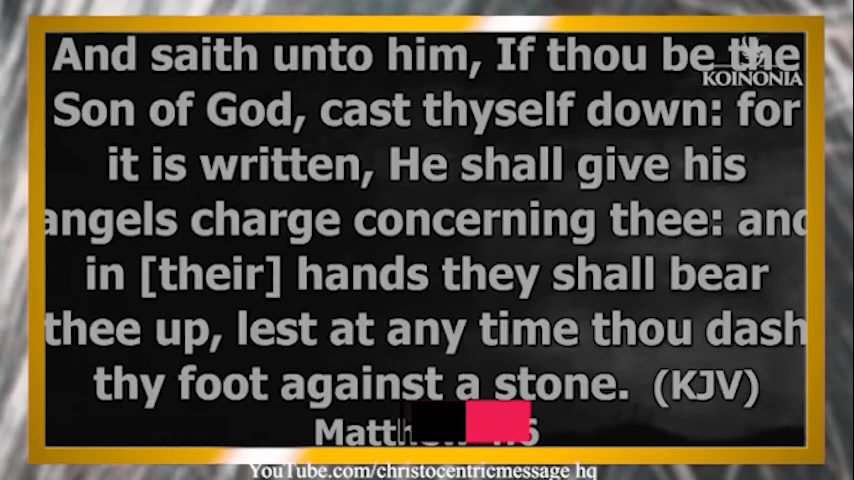 And saith unto him, If thou be the
KOINONIA
Son of God, cast thyself down: for
it is written, He shall give his
angels charge concerning thee: and
in [their] hands they shall bear
thee up, lest at any time thou dash
thy foot against a stone. (KJV)
YouTube.com/christocentricmessage hq